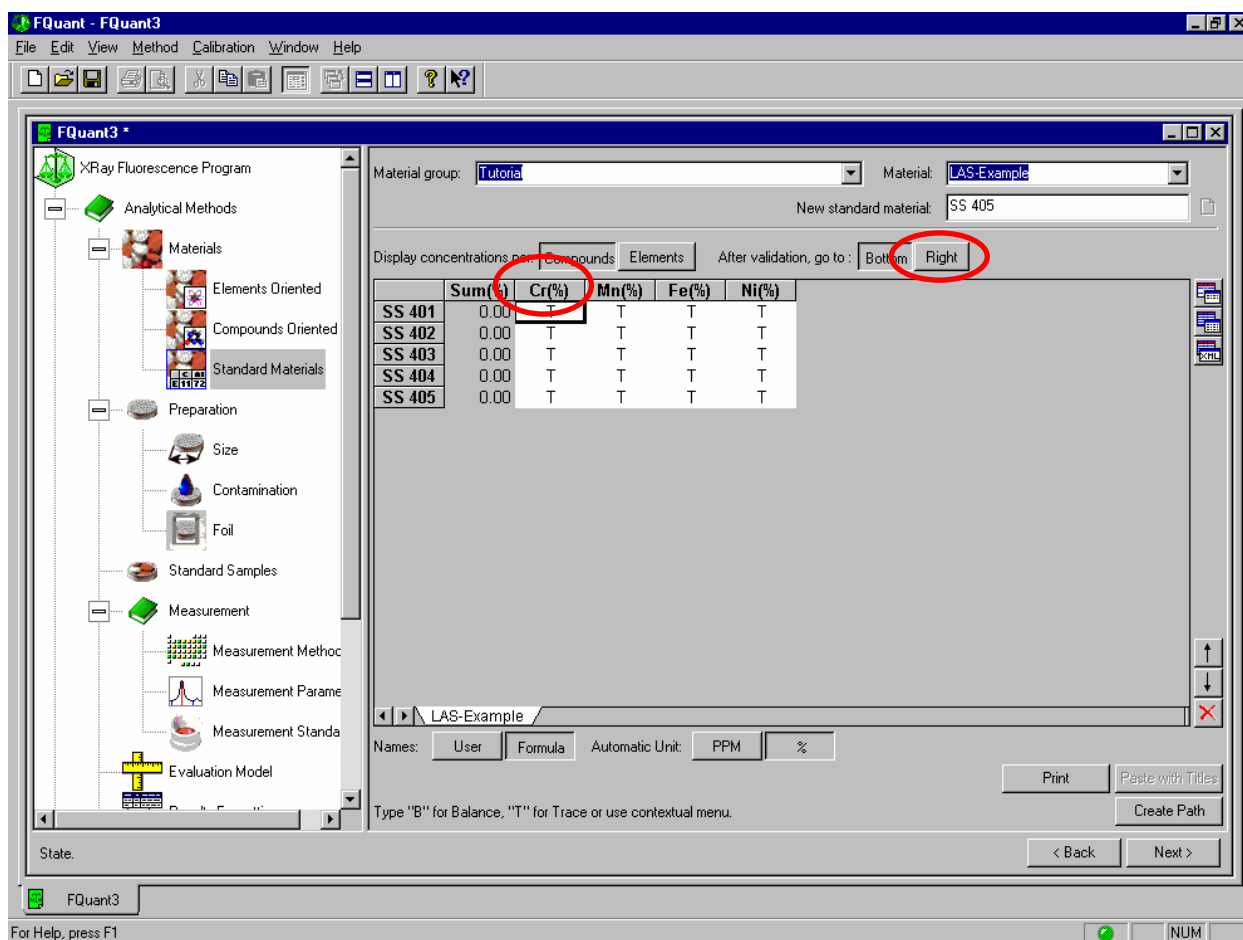 FQuant - FQuant3
File Edit View Method Calibration Window Help
FQuant3 *
XRay Fluorescence Program
Analytical Methods
Materials
Elements Oriented
Compounds Oriented
Standard Materials
Preparation
Size
Contamination
Foil
Standard Samples
Measurement
Measurement Method
Measurement Parame
Measurement Standa
Evaluation Model
Material group: Tutorial Material: LAS-Example
New standard material: SS 405
Display concentrations per: Compounds Elements After validation, go to : Bottom Right
Sum(%) Cr(%) Mn(%) Fe(%) Ni(%)
SS 401 0.00 T T T T
SS 402 0.00 T T T T
SS 403 0.00 T T T T
SS 404 0.00 T T T T
SS 405 0.00 T T T T
XML
LAS-Example
Names: User Formula Automatic Unit: PPM %
Print Paste with Titles
Type "B" for Balance, "T" for Trace or use contextual menu.
Create Path
State.
< Back Next >
FQuant3
For Help, press F1
NUM